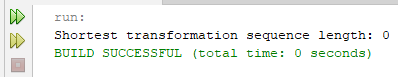 run:
Shortest transformation sequence length: 0
BUILD SUCCESSFUL (total time: 0 seconds)